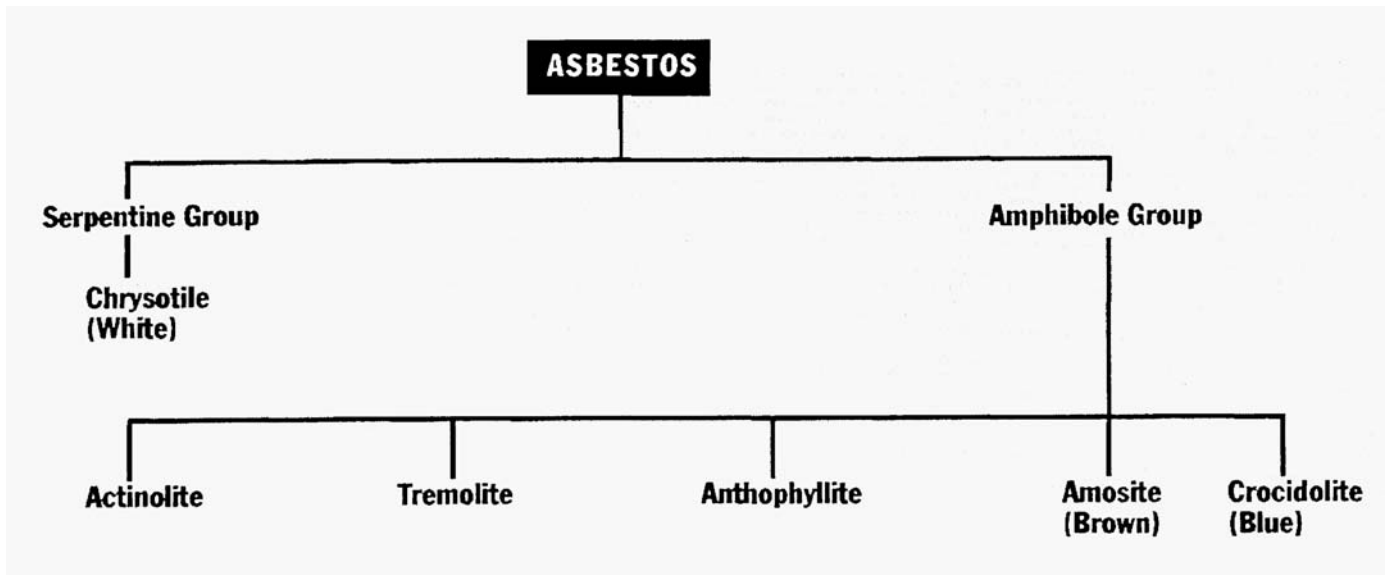 ASBESTOS
Serpentine Group
Amphibole Group
Chrysotile
(White)
Actinolite
Tremolite
Anthophyllite
Amosite
(Brown)
Crocidolite
(Blue)